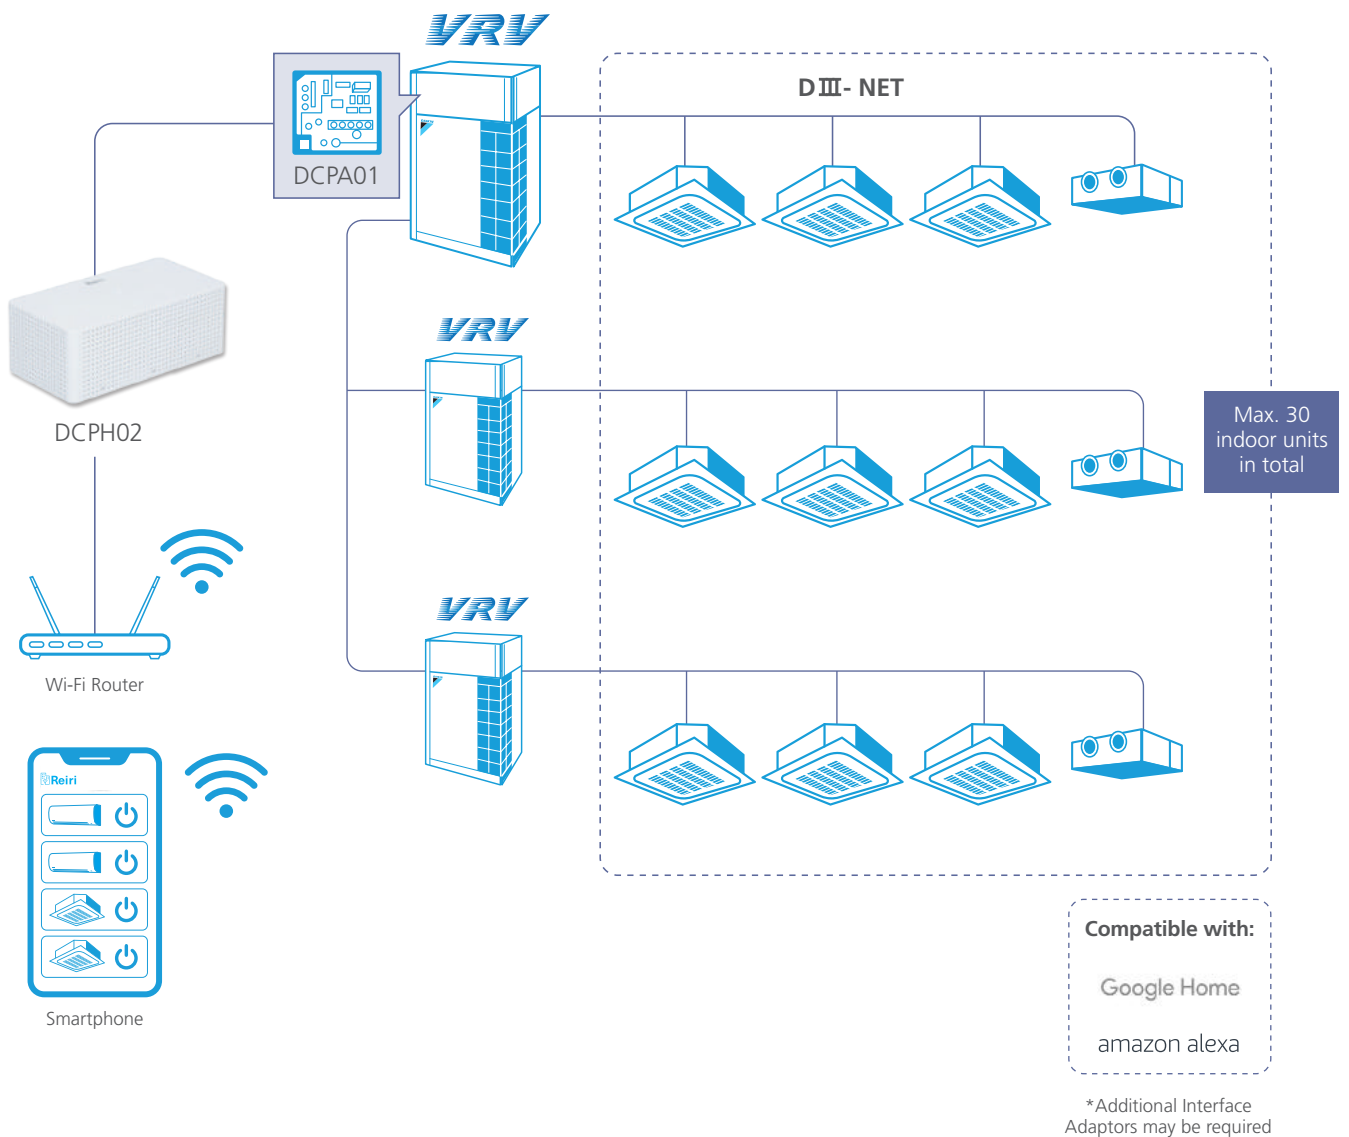 VRV
DⅢ- NET
DCPA01
VRV
DCPH02
Max. 30
indoor units
in total
VRV
Wi-Fi Router
Reiri
Smartphone
Compatible with:
Google Home
amazon alexa
*Additional Interface
Adaptors may be required